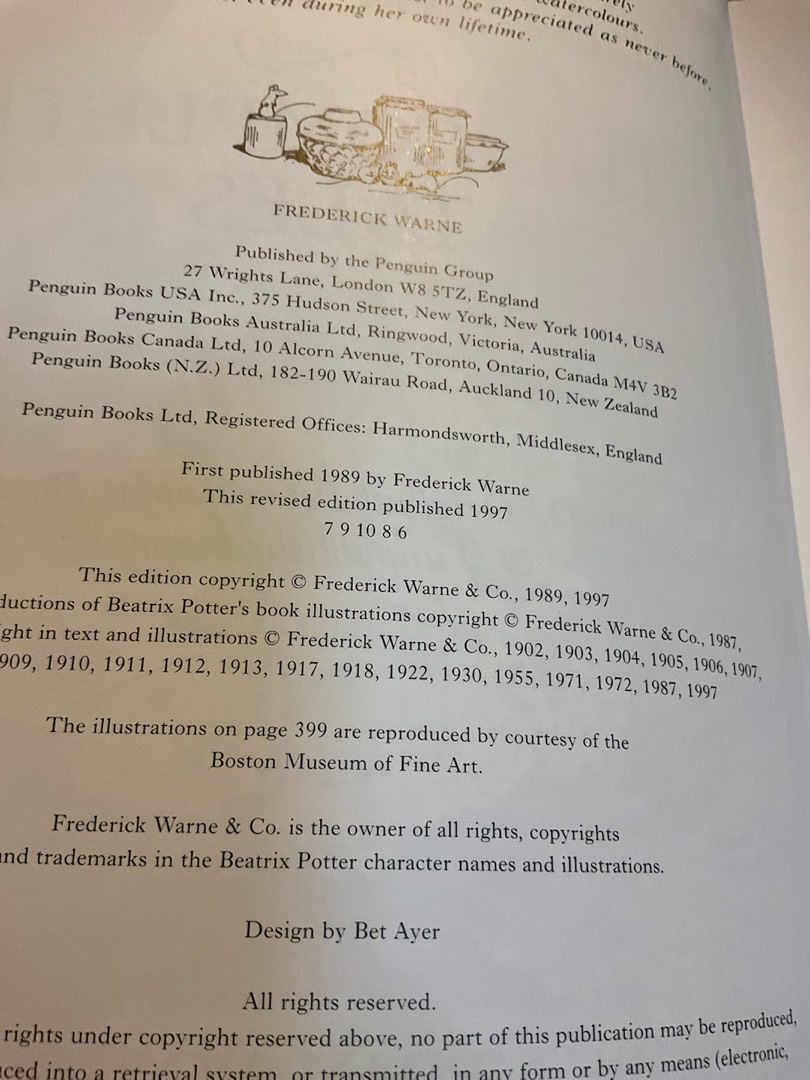 watercolours.
to be appreciated as never before,
during her own lifetime.
FREDERICK WARNE
Published by the Penguin Group
27 Wrights Lane, London W8 5TZ, England
Penguin Books USA Inc., 375 Hudson Street, New York, New York 10014, USA
Penguin Books Australia Ltd, Ringwood, Victoria, Australia
Penguin Books Canada Ltd, 10 Alcorn Avenue, Toronto, Ontario, Canada M4V 3B2
Penguin Books (N.Z.) Ltd, 182-190 Wairau Road, Auckland 10, New Zealand
Penguin Books Ltd, Registered Offices: Harmondsworth, Middlesex, England
First published 1989 by Frederick Warne
This revised edition published 1997
7 9 10 8 6
This edition copyright © Frederick Warne & Co., 1989, 1997
ductions of Beatrix Potter's book illustrations copyright © Frederick Warne & Co., 1987,
ght in text and illustrations © Frederick Warne & Co., 1902, 1903, 1904, 1905, 1906, 1907,
909, 1910, 1911, 1912, 1913, 1917, 1918, 1922, 1930, 1955, 1971, 1972, 1987, 1997
The illustrations on page 399 are reproduced by courtesy of the
Boston Museum of Fine Art.
Frederick Warne & Co. is the owner of all rights, copyrights
and trademarks in the Beatrix Potter character names and illustrations.
Design by Bet Ayer
All rights reserved.
rights under copyright reserved above, no part of this publication may be reproduced,
uced into a retrieval system, or transmitted, in any form or by any means (electronic,